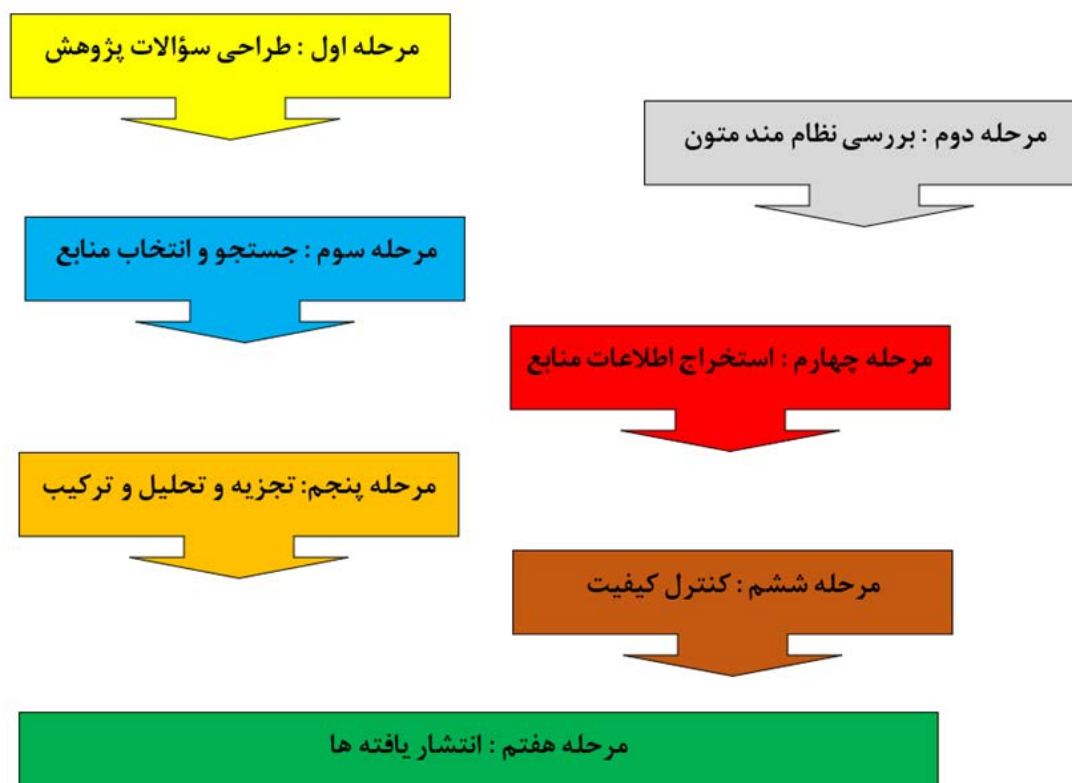 مرحله اول : طراحی سؤالات پژوهش
مرحله دوم : بررسی نظام مند متون
مرحله سوم : جستجو و انتخاب منابع
مرحله چهارم : استخراج اطلاعات منابع
مرحله پنجم: تجزیه و تحلیل و ترکیب
مرحله ششم : کنترل کیفیت
مرحله هفتم : انتشار یافته ها